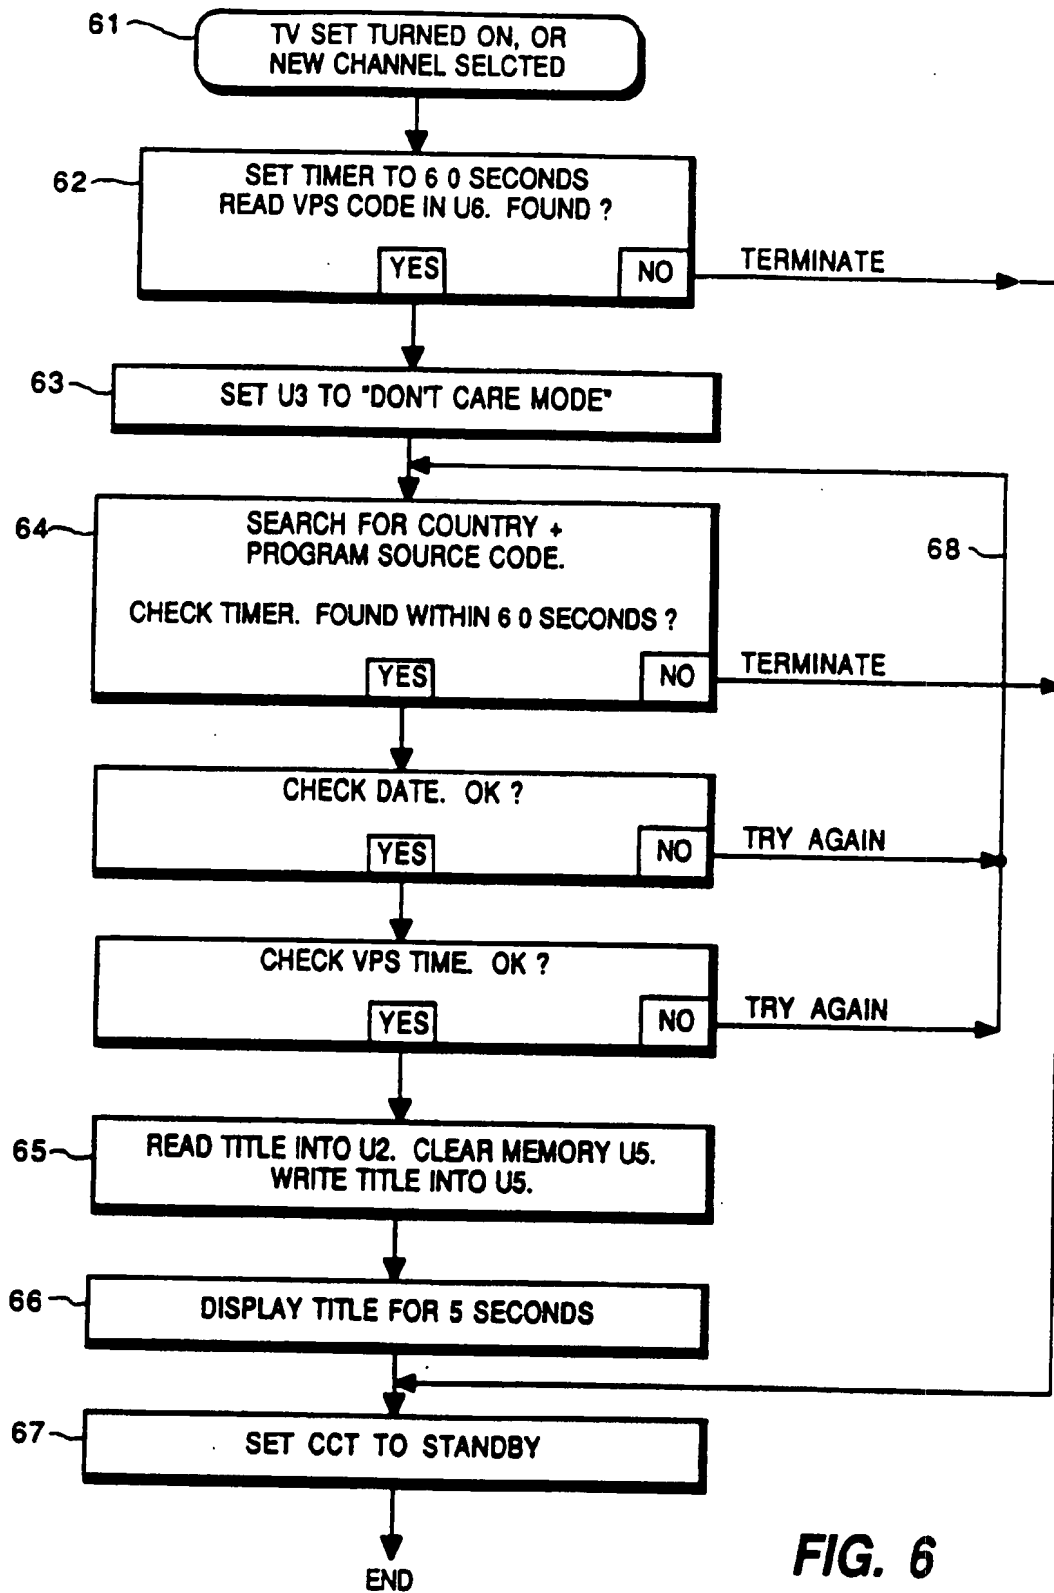 61
TV SET TURNED ON, OR
NEW CHANNEL SELCTED
62
SET TIMER TO 6 0 SECONDS
READ VPS CODE IN U6. FOUND ?
YES
NO
TERMINATE
63
SET U3 TO "DON'T CARE MODE"
64
SEARCH FOR COUNTRY +
PROGRAM SOURCE CODE.
68
CHECK TIMER. FOUND WITHIN 6 0 SECONDS ?
YES
NO
TERMINATE
CHECK DATE. OK ?
YES
NO
TRY AGAIN
CHECK VPS TIME. OK ?
YES
NO
TRY AGAIN
65
READ TITLE INTO U2. CLEAR MEMORY U5.
WRITE TITLE INTO U5.
66
DISPLAY TITLE FOR 5 SECONDS
67
SET CCT TO STANDBY
END
FIG. 6